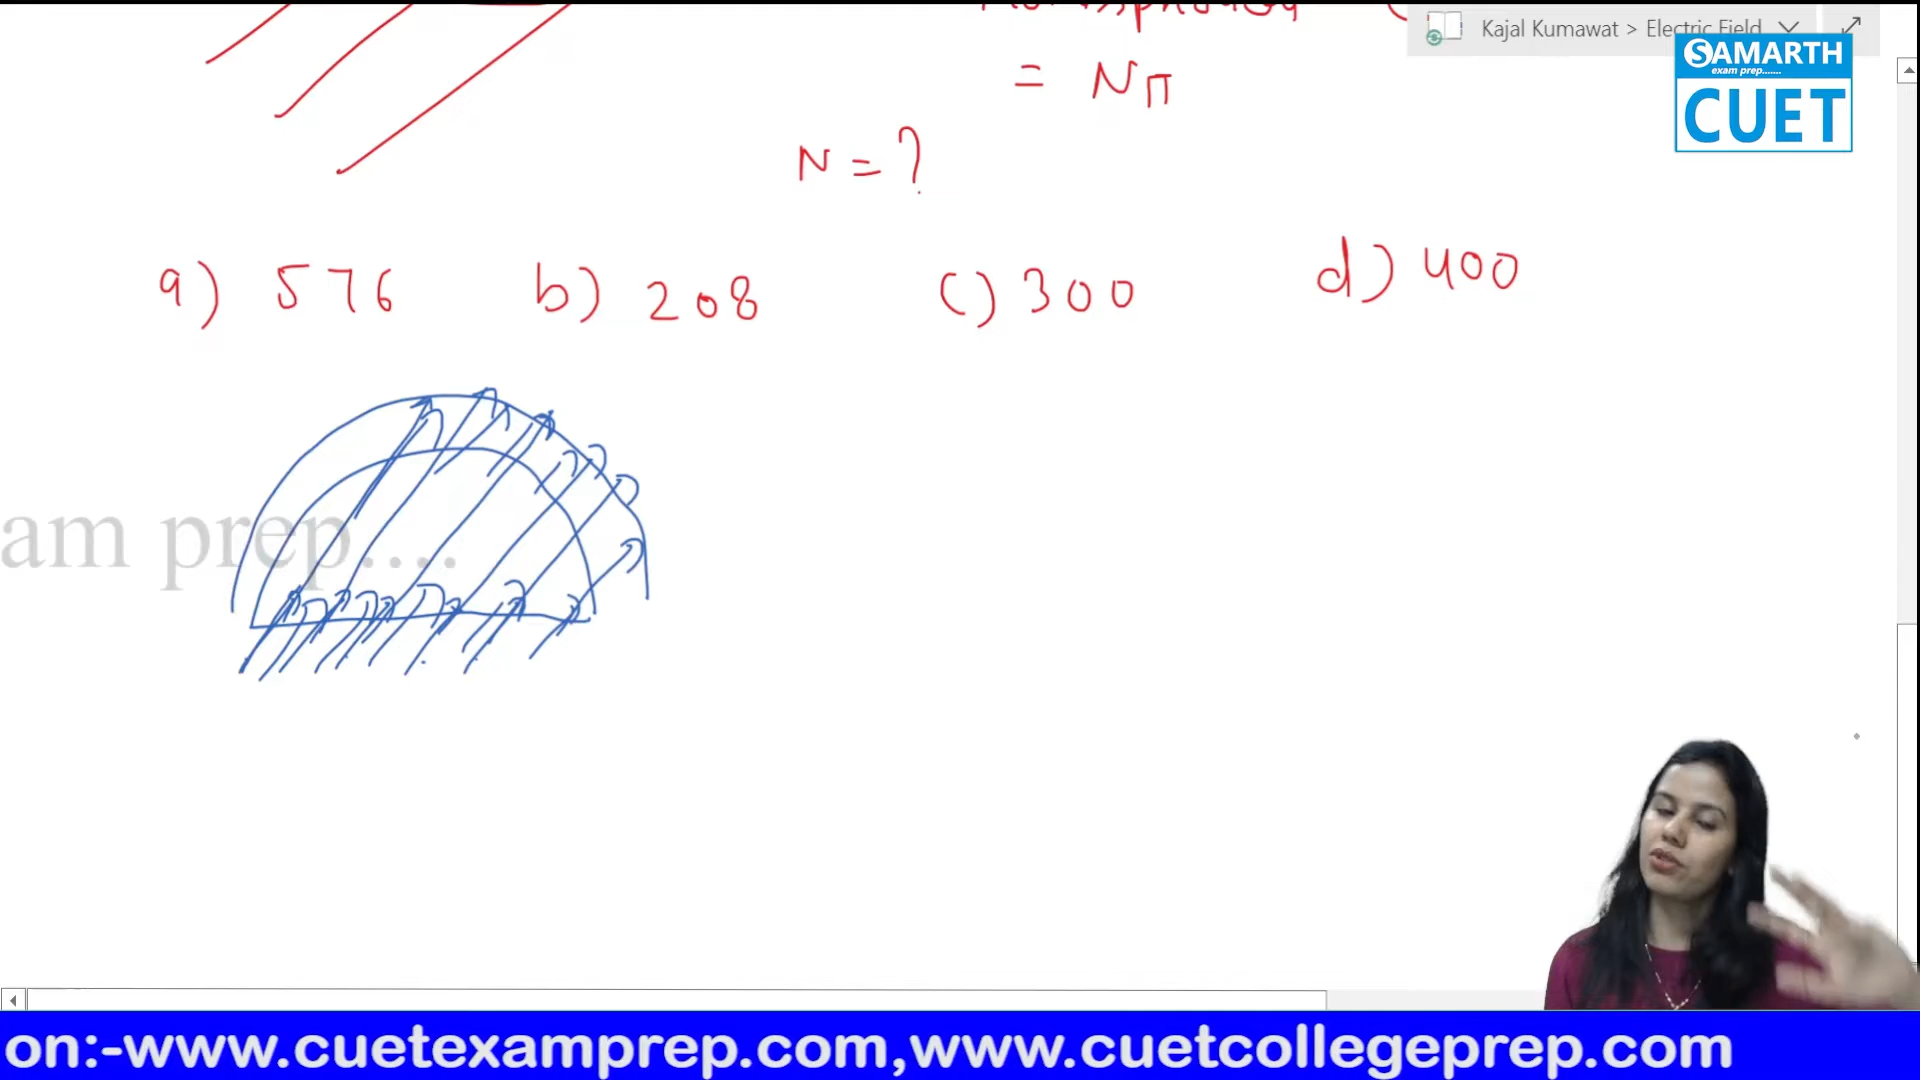 Kajal Kumawat > Electric Field
SAMARTH
exam prep......
CUET
= Nπ
N = ?
a) 576 b) 208 (c) 300 d) 400
am prep....
on:-www.cuetexamprep.com,www.cuetcollegeprep.com